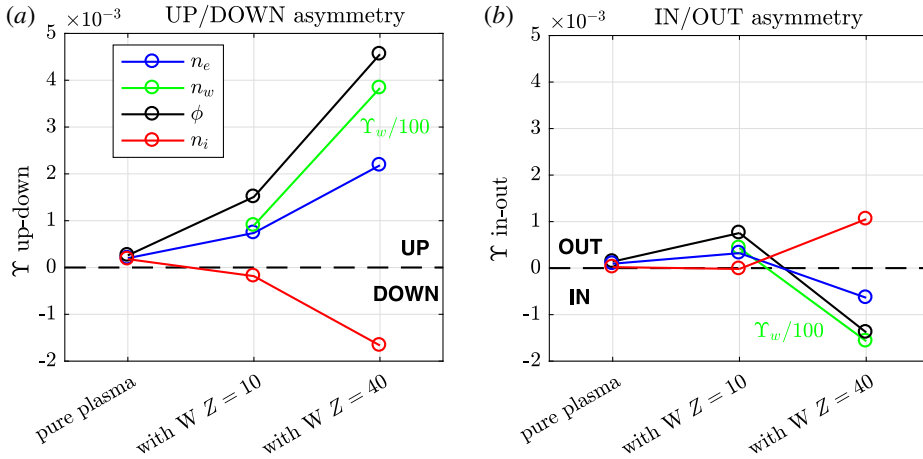 (a)
UP/DOWN asymmetry
×10⁻³
5
4
3
2
1
0
-1
-2
ϒ up-down
n_e
n_w
ϕ
n_i
ϒ_w/100
UP
DOWN
pure plasma
with W Z = 10
with W Z = 40
(b)
IN/OUT asymmetry
×10⁻³
5
4
3
2
1
0
-1
-2
ϒ in-out
OUT
IN
ϒ_w/100
pure plasma
with W Z = 10
with W Z = 40